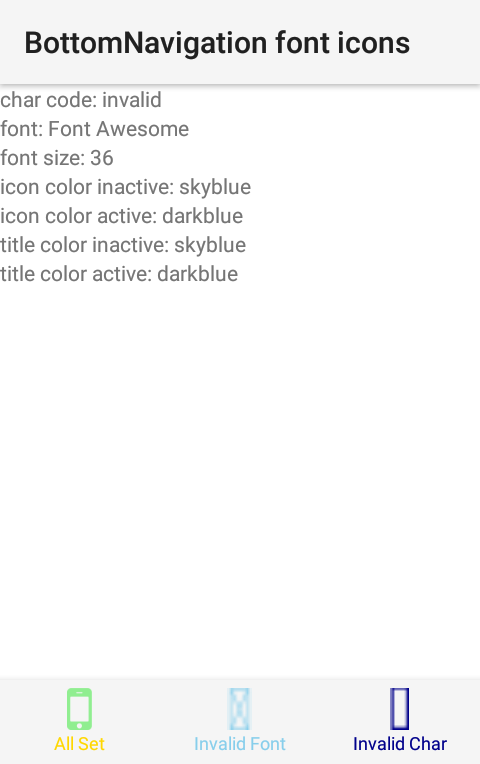 BottomNavigation font icons
char code: invalid
font: Font Awesome
font size: 36
icon color inactive: skyblue
icon color active: darkblue
title color inactive: skyblue
title color active: darkblue
All Set
Invalid Font
Invalid Char